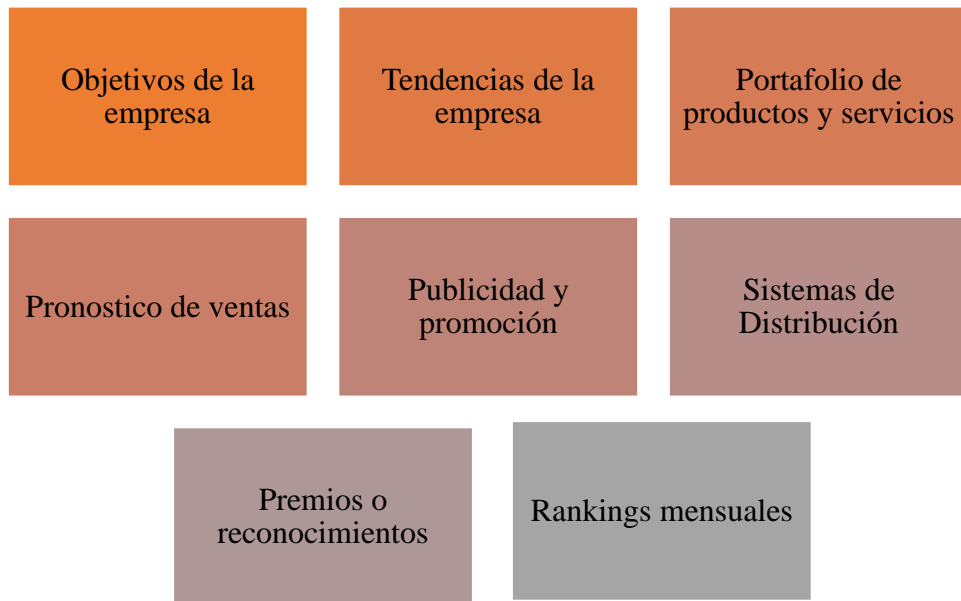 Objetivos de la
empresa
Tendencias de la
empresa
Portafolio de
productos y servicios
Pronostico de ventas
Publicidad y
promoción
Sistemas de
Distribución
Premios o
reconocimientos
Rankings mensuales